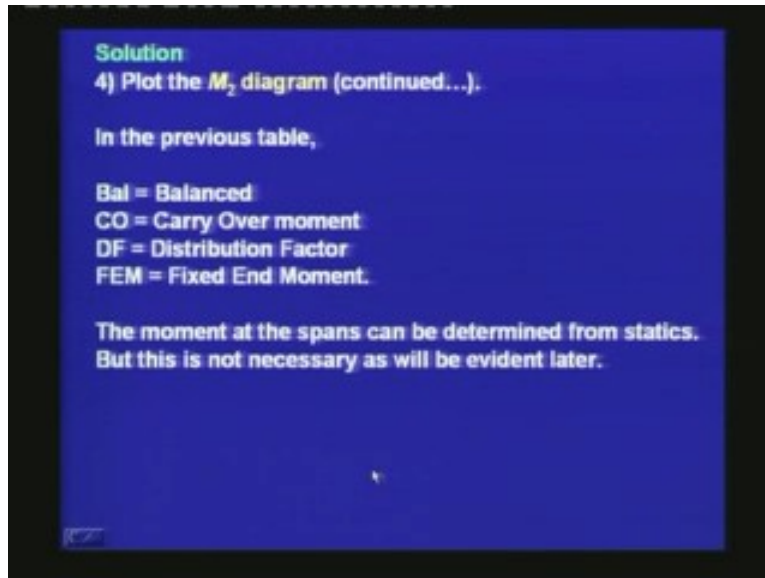 Solution
4) Plot the M₂ diagram (continued...).
In the previous table,
Bal = Balanced
CO = Carry Over moment
DF = Distribution Factor
FEM = Fixed End Moment.
The moment at the spans can be determined from statics.
But this is not necessary as will be evident later.